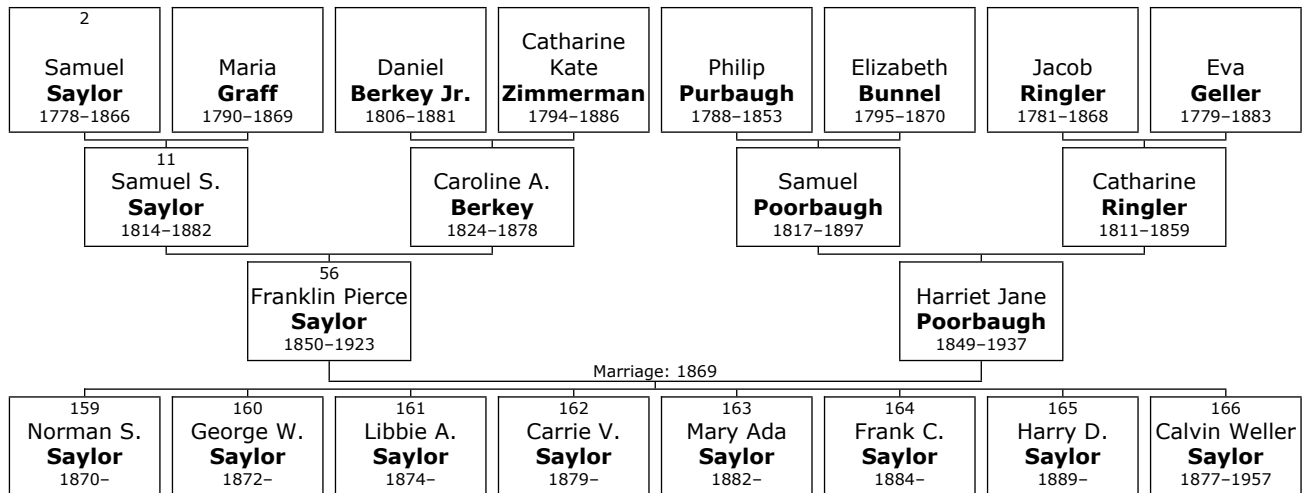 2
Samuel
Saylor
1778–1866
Maria
Graff
1790–1869
Daniel
Berkey Jr.
1806–1881
Catharine
Kate
Zimmerman
1794–1886
Philip
Purbaugh
1788–1853
Elizabeth
Bunnel
1795–1870
Jacob
Ringler
1781–1868
Eva
Geller
1779–1883
11
Samuel S.
Saylor
1814–1882
Caroline A.
Berkey
1824–1878
Samuel
Poorbaugh
1817–1897
Catharine
Ringler
1811–1859
56
Franklin Pierce
Saylor
1850–1923
Harriet Jane
Poorbaugh
1849–1937
Marriage: 1869
159
Norman S.
Saylor
1870–
160
George W.
Saylor
1872–
161
Libbie A.
Saylor
1874–
162
Carrie V.
Saylor
1879–
163
Mary Ada
Saylor
1882–
164
Frank C.
Saylor
1884–
165
Harry D.
Saylor
1889–
166
Calvin Weller
Saylor
1877–1957